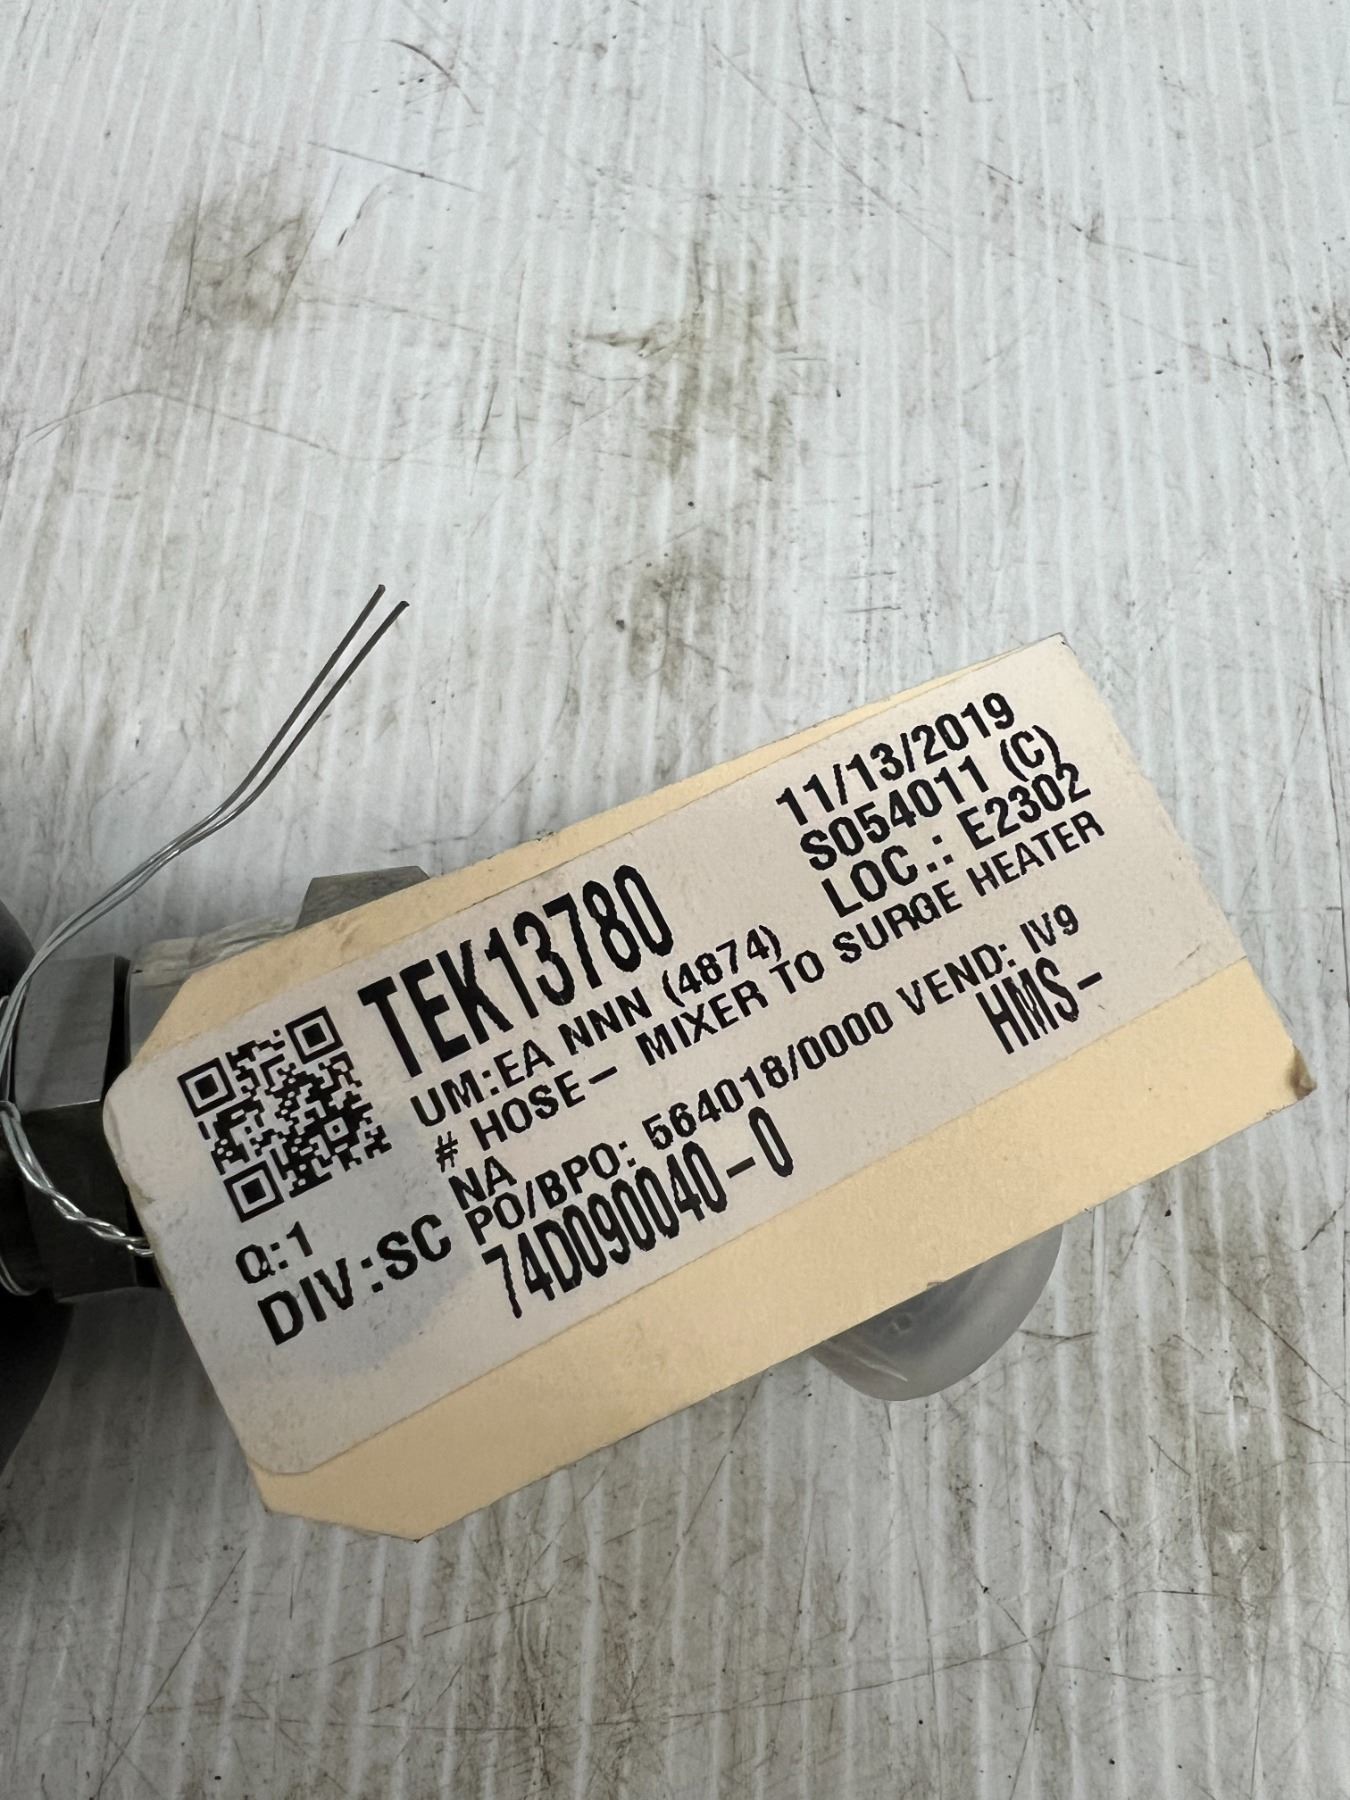 11/13/2019
TEK13780 S054011 (C)
UM:EA NNN (4874) LOC.: E2302
# HOSE- MIXER TO SURGE HEATER
NA
PO/BPO: 564018/0000 VEND: IV9
74D090040-0 HMS-
Q:1
DIV:SC